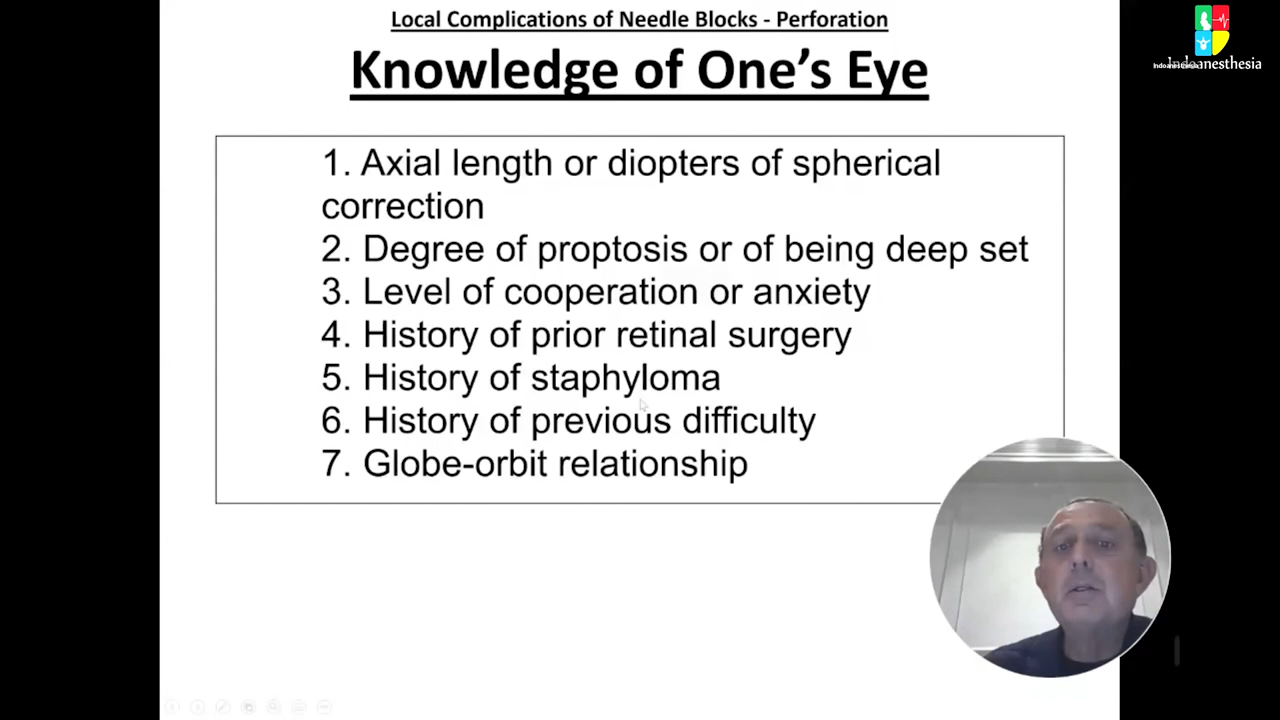 Local Complications of Needle Blocks - Perforation
Knowledge of One's Eye
1. Axial length or diopters of spherical
correction
2. Degree of proptosis or of being deep set
3. Level of cooperation or anxiety
4. History of prior retinal surgery
5. History of staphyloma
6. History of previous difficulty
7. Globe-orbit relationship
Indoanesthesia
Indoanesthesia